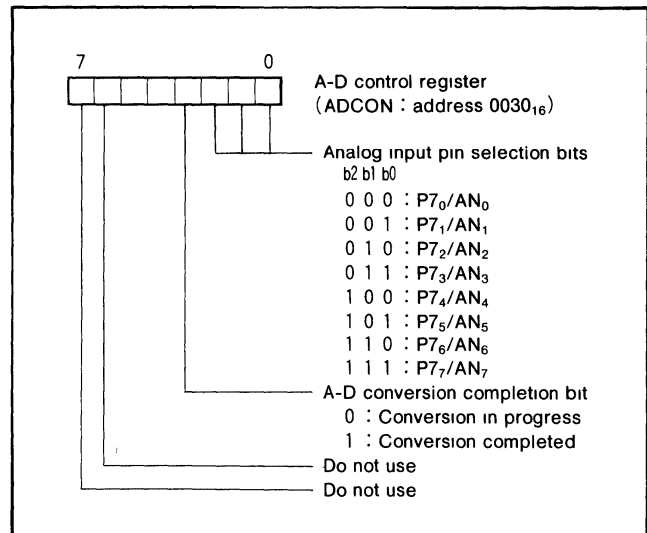 7 0
A-D control register
(ADCON : address 0030₁₆)
Analog input pin selection bits
b2 b1 b0
0 0 0 : P7₀/AN₀
0 0 1 : P7₁/AN₁
0 1 0 : P7₂/AN₂
0 1 1 : P7₃/AN₃
1 0 0 : P7₄/AN₄
1 0 1 : P7₅/AN₅
1 1 0 : P7₆/AN₆
1 1 1 : P7₇/AN₇
A-D conversion completion bit
0 : Conversion in progress
1 : Conversion completed
Do not use
Do not use